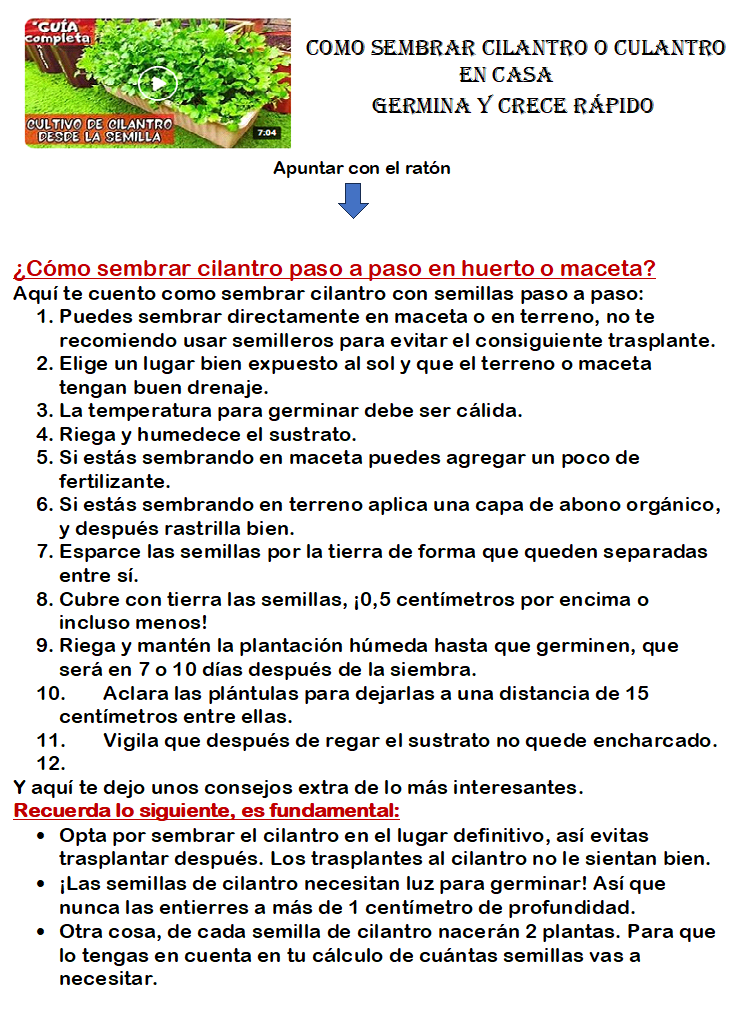 "GUÍA
Completa
CULTIVO DE CILANTRO
DESDE LA SEMILLA
7:04
COMO SEMBRAR CILANTRO O CULANTRO
EN CASA
GERMINA Y CRECE RÁPIDO
Apuntar con el ratón
¿Cómo sembrar cilantro paso a paso en huerto o maceta?
Aquí te cuento como sembrar cilantro con semillas paso a paso:
1. Puedes sembrar directamente en maceta o en terreno, no te
recomiendo usar semilleros para evitar el consiguiente trasplante.
2. Elige un lugar bien expuesto al sol y que el terreno o maceta
tengan buen drenaje.
3. La temperatura para germinar debe ser cálida.
4. Riega y humedece el sustrato.
5. Si estás sembrando en maceta puedes agregar un poco de
fertilizante.
6. Si estás sembrando en terreno aplica una capa de abono orgánico,
y después rastrilla bien.
7. Esparce las semillas por la tierra de forma que queden separadas
entre sí.
8. Cubre con tierra las semillas, ¡0,5 centímetros por encima o
incluso menos!
9. Riega y mantén la plantación húmeda hasta que germinen, que
será en 7 o 10 días después de la siembra.
10. Aclara las plántulas para dejarlas a una distancia de 15
centímetros entre ellas.
11. Vigila que después de regar el sustrato no quede encharcado.
12.
Y aquí te dejo unos consejos extra de lo más interesantes.
Recuerda lo siguiente, es fundamental:
• Opta por sembrar el cilantro en el lugar definitivo, así evitas
trasplantar después. Los trasplantes al cilantro no le sientan bien.
• ¡Las semillas de cilantro necesitan luz para germinar! Así que
nunca las entierres a más de 1 centímetro de profundidad.
• Otra cosa, de cada semilla de cilantro nacerán 2 plantas. Para que
lo tengas en cuenta en tu cálculo de cuántas semillas vas a
necesitar.